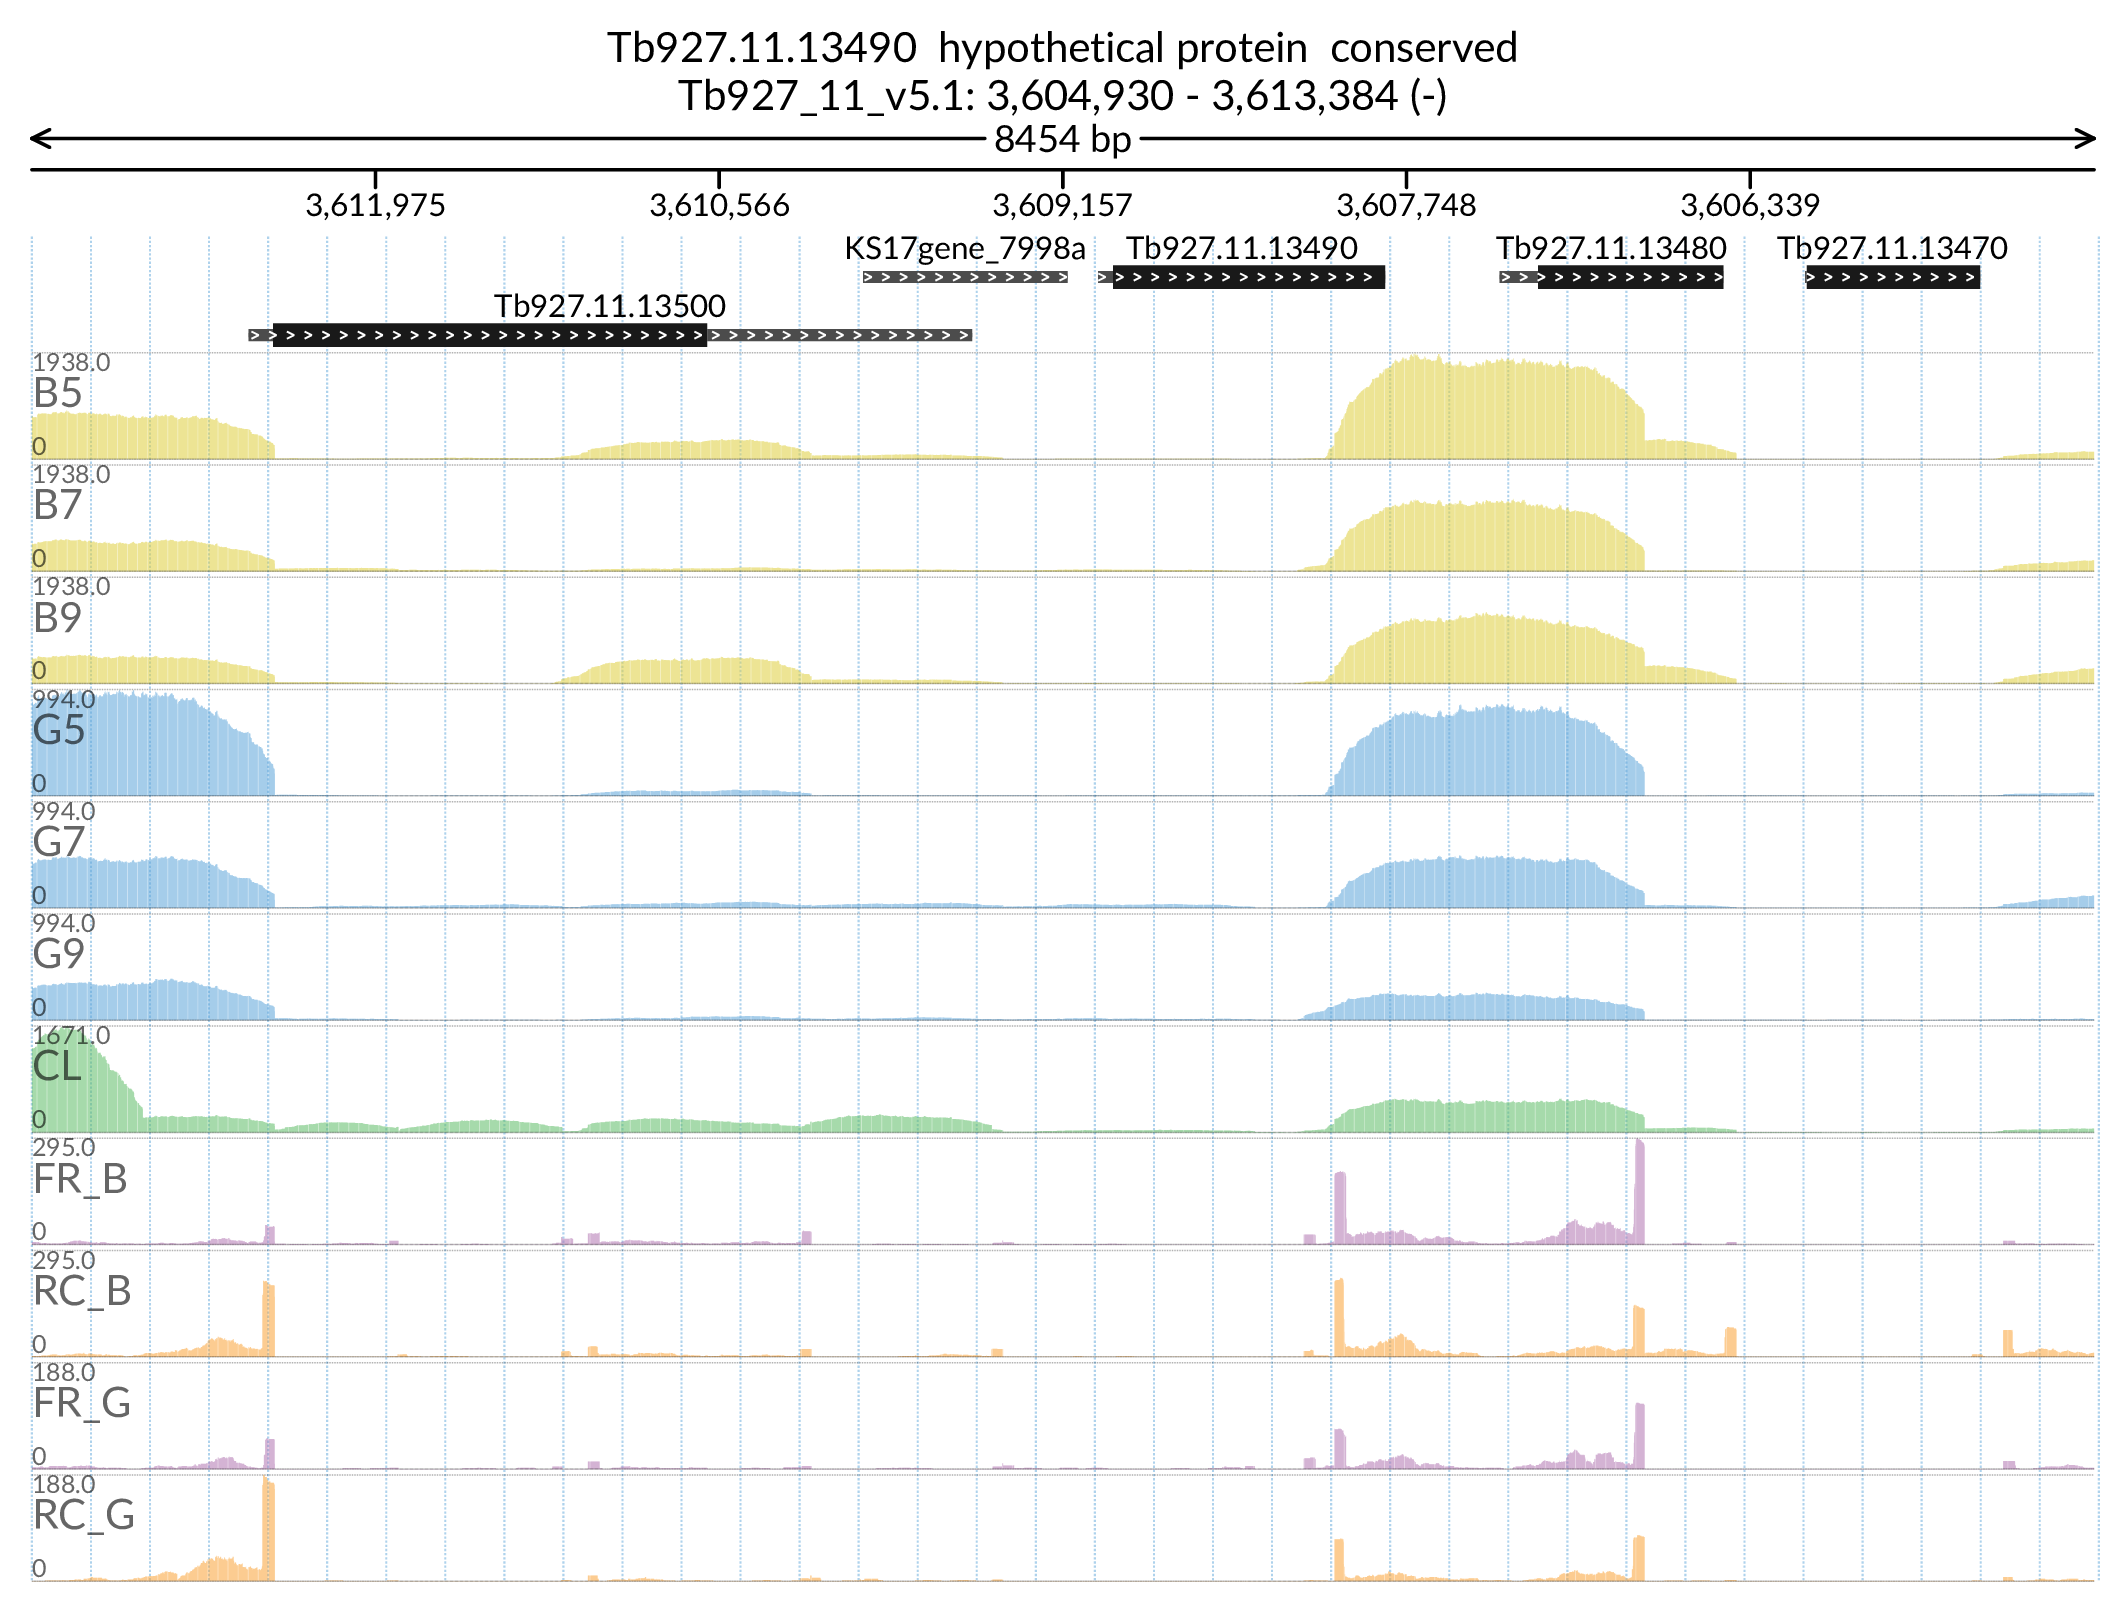 Tb927.11.13490  hypothetical protein  conserved
Tb927_11_v5.1: 3,604,930 - 3,613,384 (-)
8454 bp
3,611,975 3,610,566 3,609,157 3,607,748 3,606,339
KS17gene_7998a Tb927.11.13490 Tb927.11.13480 Tb927.11.13470
Tb927.11.13500
1938.0
B5
0
1938.0
B7
0
1938.0
B9
0
994.0
G5
0
994.0
G7
0
994.0
G9
0
1671.0
CL
0
295.0
FR_B
0
295.0
RC_B
0
188.0
FR_G
0
188.0
RC_G
0